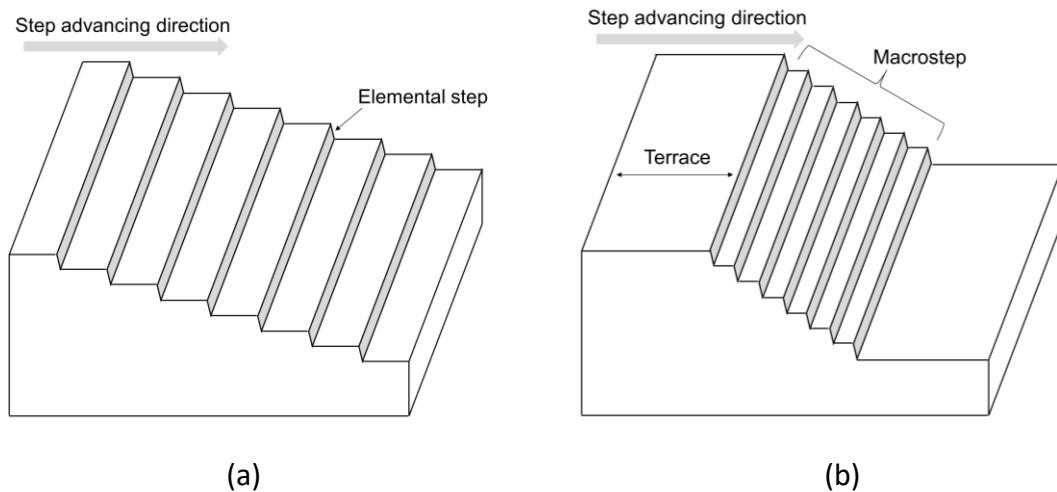 Step advancing direction
Elemental step
(a)
Step advancing direction
Macrostep
Terrace
(b)